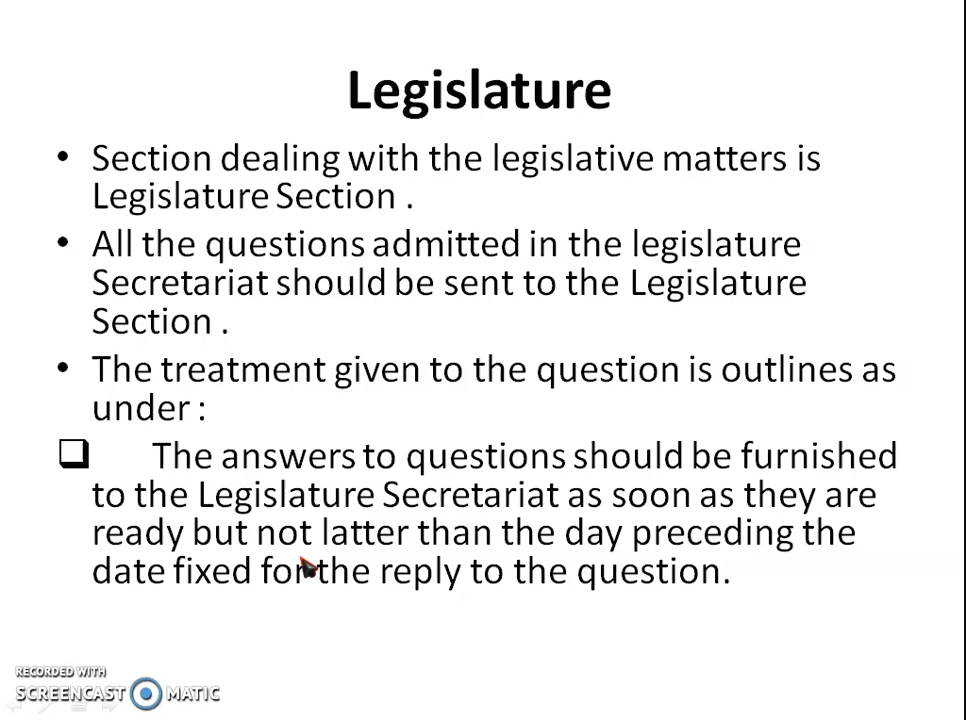 Legislature
• Section dealing with the legislative matters is
Legislature Section .
• All the questions admitted in the legislature
Secretariat should be sent to the Legislature
Section .
• The treatment given to the question is outlines as
under :
❑ The answers to questions should be furnished
to the Legislature Secretariat as soon as they are
ready but not latter than the day preceding the
date fixed for the reply to the question.
RECORDED WITH
SCREENCAST MATIC